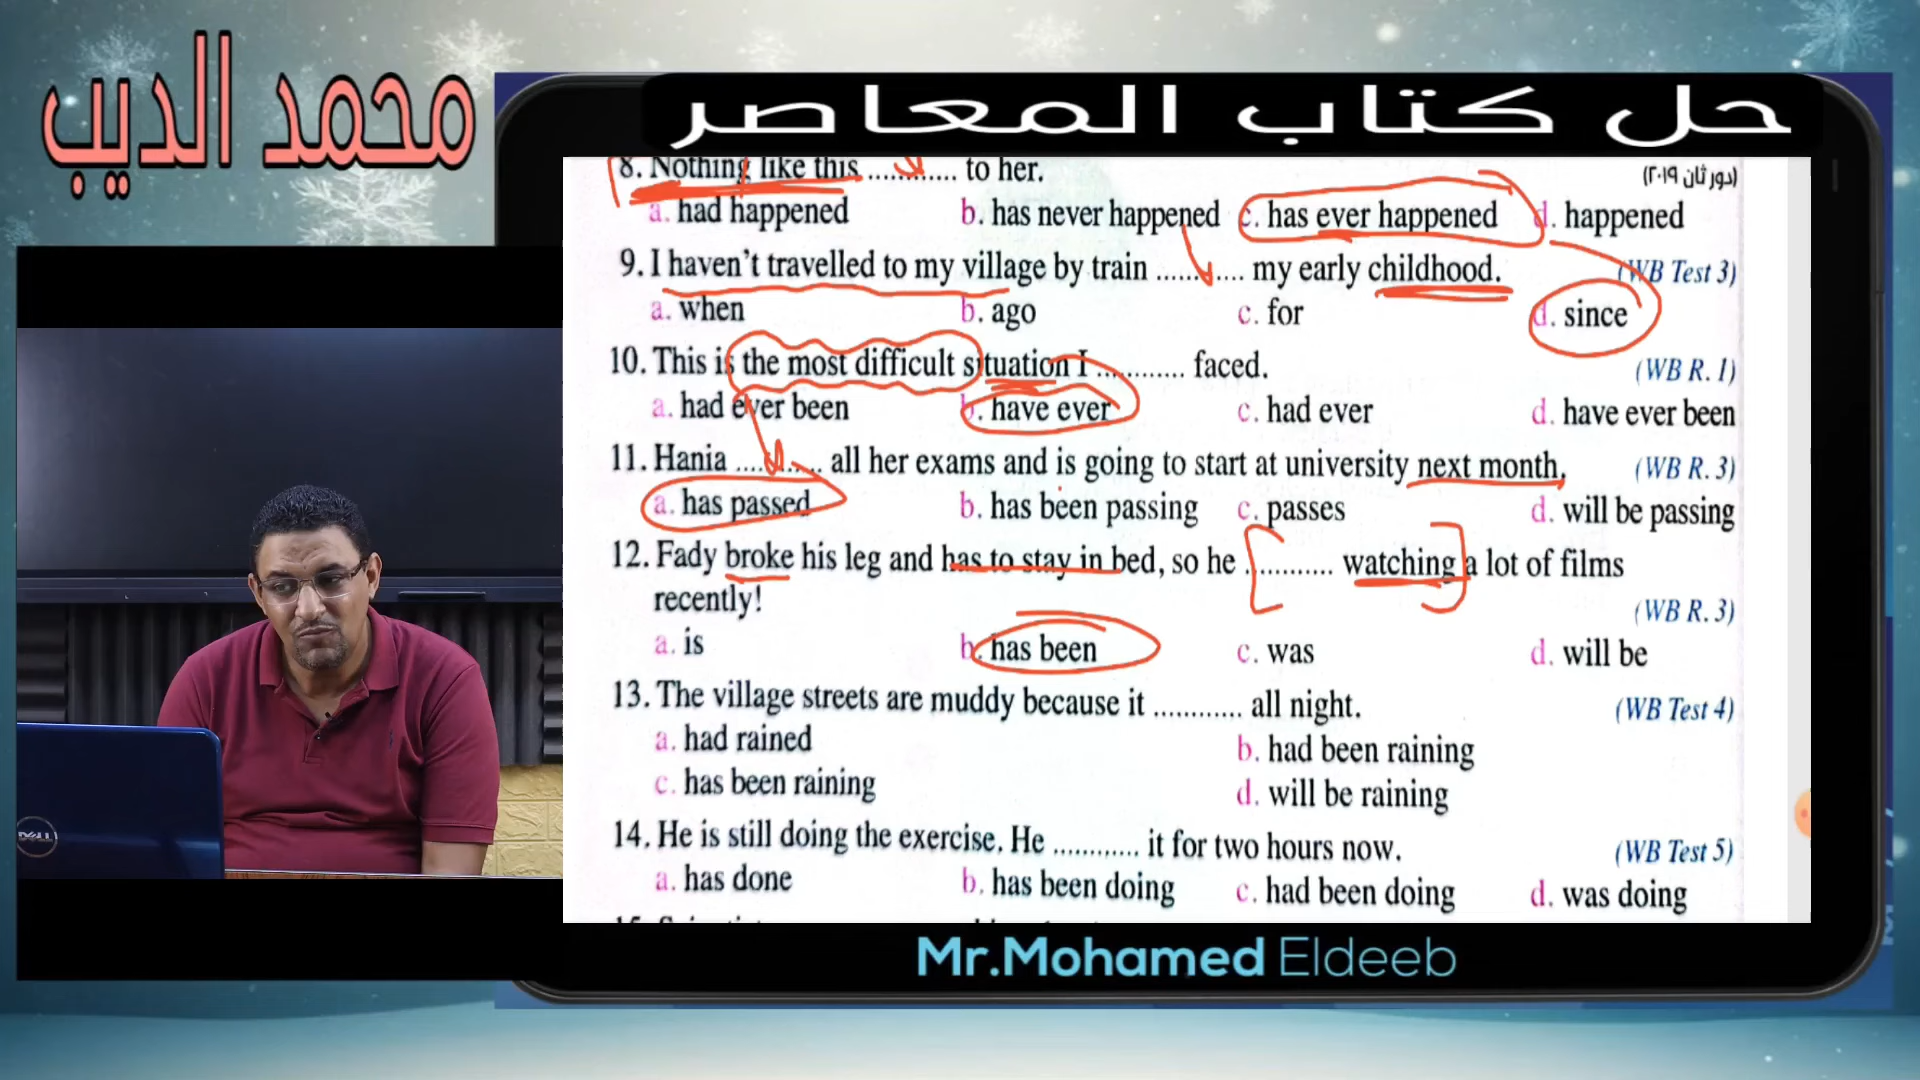 محمد الديب
حل كتاب المعاصر
8. Nothing like this ............ to her. (دور ثان ٢٠١٩)
a. had happened b. has never happened c. has ever happened d. happened
9. I haven't travelled to my village by train ............ my early childhood. (WB Test 3)
a. when b. ago c. for d. since
10. This is the most difficult situation I ............ faced. (WB R. 1)
a. had ever been b. have ever c. had ever d. have ever been
11. Hania ............ all her exams and is going to start at university next month. (WB R. 3)
a. has passed b. has been passing c. passes d. will be passing
12. Fady broke his leg and has to stay in bed, so he ............ watching a lot of films
recently! (WB R. 3)
a. is b. has been c. was d. will be
13. The village streets are muddy because it ............ all night. (WB Test 4)
a. had rained b. had been raining
c. has been raining d. will be raining
14. He is still doing the exercise. He ............ it for two hours now. (WB Test 5)
a. has done b. has been doing c. had been doing d. was doing
DELL
Mr.Mohamed Eldeeb